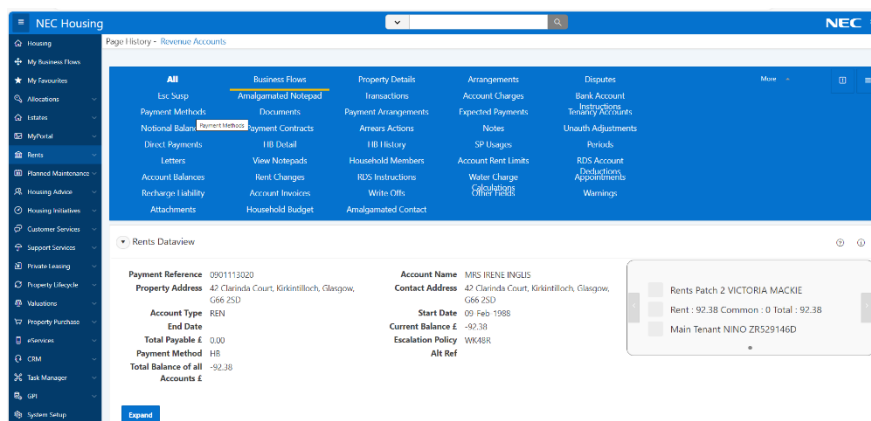 NEC Housing
NEC
Page History - Revenue Accounts
Housing
My Business Flows
My Favourites
Allocations
Estates
MyPortal
Rents
Planned Maintenance
Housing Advice
Housing Initiatives
Customer Services
Support Services
Private Leasing
Property Lifecycle
Valuations
Property Purchase
eServices
CRM
Task Manager
GPI
System Setup
All Business Flows Property Details Arrangements Disputes More
Esc Susp Amalgamated Notepad Transactions Account Charges Bank Account Instructions
Payment Methods Documents Payment Arrangements Expected Payments Tenancy Accounts
Notional Balanc Payment Methods Payment Contracts Arrears Actions Notes Unauth Adjustments
Direct Payments HB Detail HB History SP Usages Periods
Letters View Notepads Household Members Account Rent Limits RDS Account Deductions
Account Balances Rent Changes RDS Instructions Water Charge Calculations Appointments
Recharge Liability Account Invoices Write Offs Other Fields Warnings
Attachments Household Budget Amalgamated Contact
Rents Dataview
Payment Reference 0901113020 Account Name MRS IRENE INGLIS
Property Address 42 Clarinda Court, Kirkintilloch, Glasgow, Contact Address 42 Clarinda Court, Kirkintilloch, Glasgow,
G66 2SD G66 2SD
Account Type REN Start Date 09 Feb 1988
End Date Current Balance £ -92.38
Total Payable £ 0.00 Escalation Policy WK48R
Payment Method HB Alt Ref
Total Balance of all -92.38
Accounts £
Rents Patch 2 VICTORIA MACKIE
Rent : 92.38 Common : 0 Total : 92.38
Main Tenant NINO ZR529146D
Expand